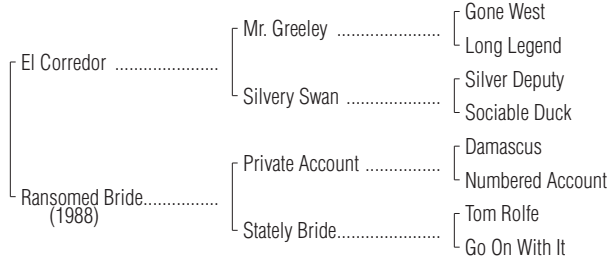 Gone West
Mr. Greeley ....................
Long Legend
El Corredor ....................
Silver Deputy
Silvery Swan ..................
Sociable Duck
Damascus
Private Account ..............
Numbered Account
Ransomed Bride..............
(1988)
Tom Rolfe
Stately Bride....................
Go On With It